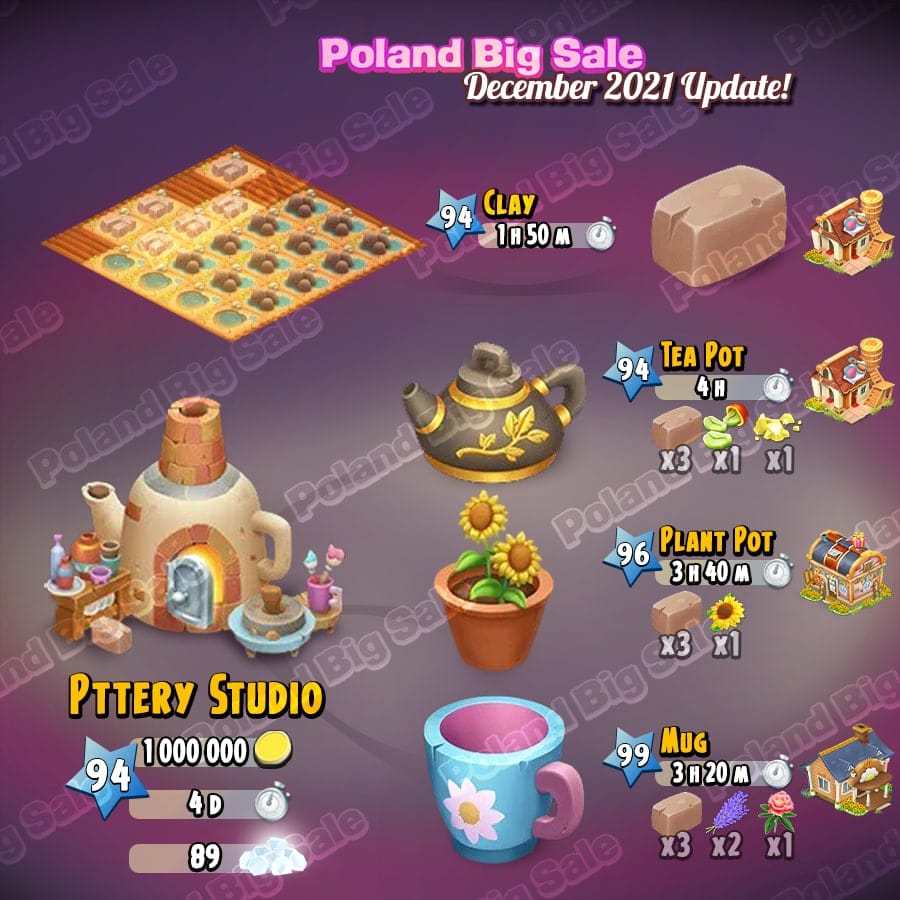 Poland Big Sale
December 2021 Update!
94 Clay
1 H 50 M
94 Tea Pot
4 H
x3 x1 x1
96 Plant Pot
3 H 40 M
x3 x1
Pttery Studio
94 1 000 000
4 D
89
99 Mug
3 H 20 M
x3 x2 x1
Poland Big Sale